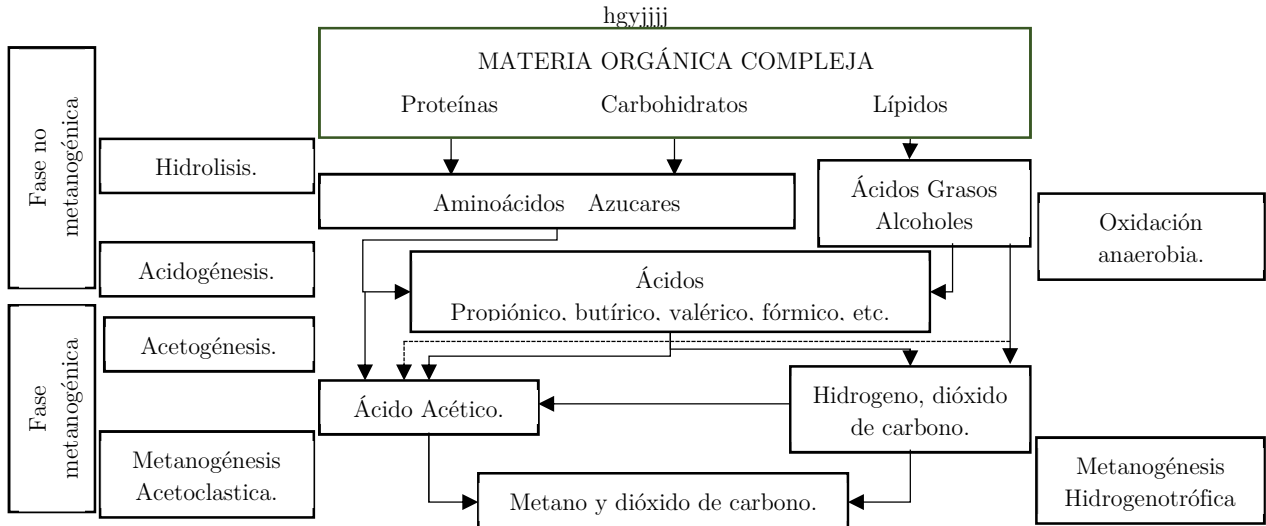 hgyjjjj
MATERIA ORGÁNICA COMPLEJA
Proteínas Carbohidratos Lípidos
Fase no
metanogénica
Hidrolisis.
Aminoácidos Azucares
Ácidos Grasos
Alcoholes
Oxidación
anaerobia.
Acidogénesis.
Ácidos
Propiónico, butírico, valérico, fórmico, etc.
Fase
metanogénica
Acetogénesis.
Ácido Acético.
Hidrogeno, dióxido
de carbono.
Metanogénesis
Acetoclastica.
Metano y dióxido de carbono.
Metanogénesis
Hidrogenotrófica